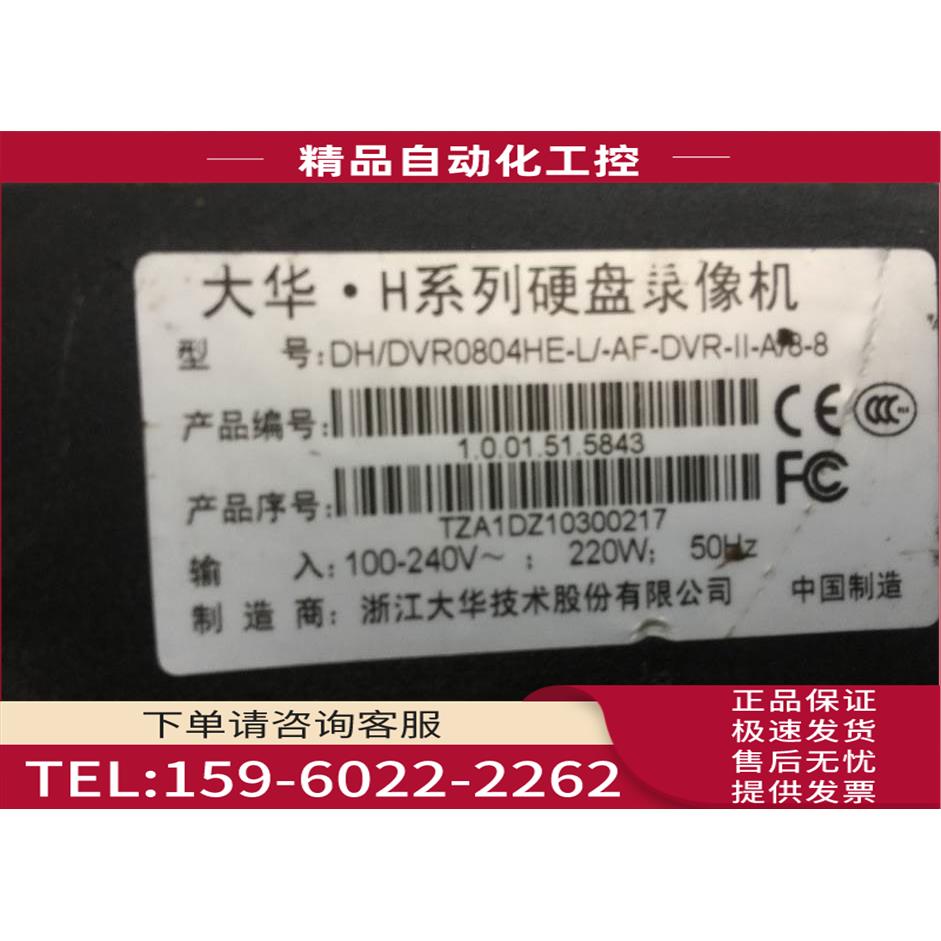 精品自动化工控
大华·H系列硬盘录像机
型 号:DH/DVR0804HE-L/-AF-DVR-II-A/8-8
产品编号:
1.0.01.51.5843
CE CCC
FC
产品序号:
TZA1DZ10300217
输 入:100-240V~ ; 220W; 50Hz
制 造 商: 浙江大华技术股份有限公司 中国制造
下单请咨询客服
TEL:159-6022-2262
正品保证
极速发货
售后无忧
提供发票